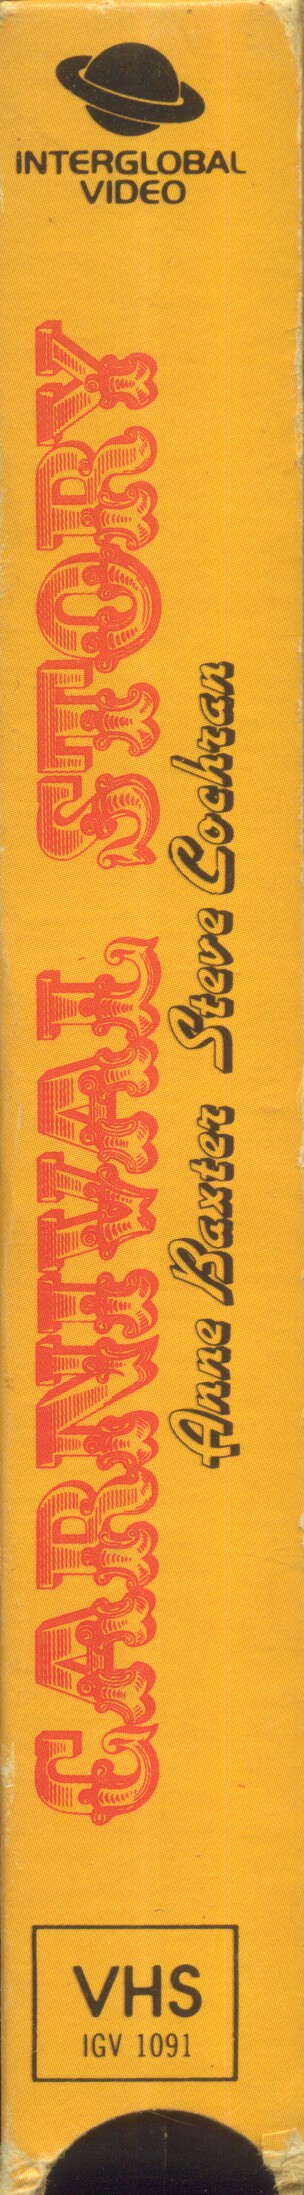 INTERGLOBAL
VIDEO
CARNIVAL STORY
Anne Baxter Steve Cochran
VHS
IGV 1091